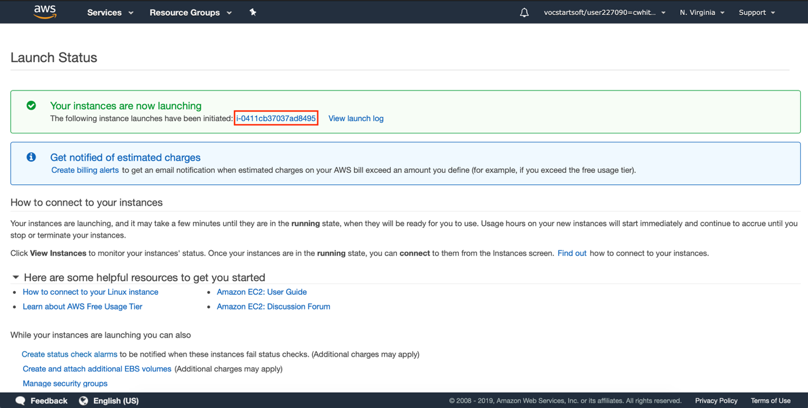 aws Services Resource Groups vocstartsoft/user227090=cwhit... N. Virginia Support
Launch Status
Your instances are now launching
The following instance launches have been initiated: i-0411cb37037ad8495 View launch log
Get notified of estimated charges
Create billing alerts to get an email notification when estimated charges on your AWS bill exceed an amount you define (for example, if you exceed the free usage tier).
How to connect to your instances
Your instances are launching, and it may take a few minutes until they are in the running state, when they will be ready for you to use. Usage hours on your new instances will start immediately and continue to accrue until you
stop or terminate your instances.
Click View Instances to monitor your instances' status. Once your instances are in the running state, you can connect to them from the Instances screen. Find out how to connect to your instances.
Here are some helpful resources to get you started
• How to connect to your Linux instance • Amazon EC2: User Guide
• Learn about AWS Free Usage Tier • Amazon EC2: Discussion Forum
While your instances are launching you can also
Create status check alarms to be notified when these instances fail status checks. (Additional charges may apply)
Create and attach additional EBS volumes (Additional charges may apply)
Manage security groups
Feedback English (US) © 2008 - 2019, Amazon Web Services, Inc. or its affiliates. All rights reserved. Privacy Policy Terms of Use